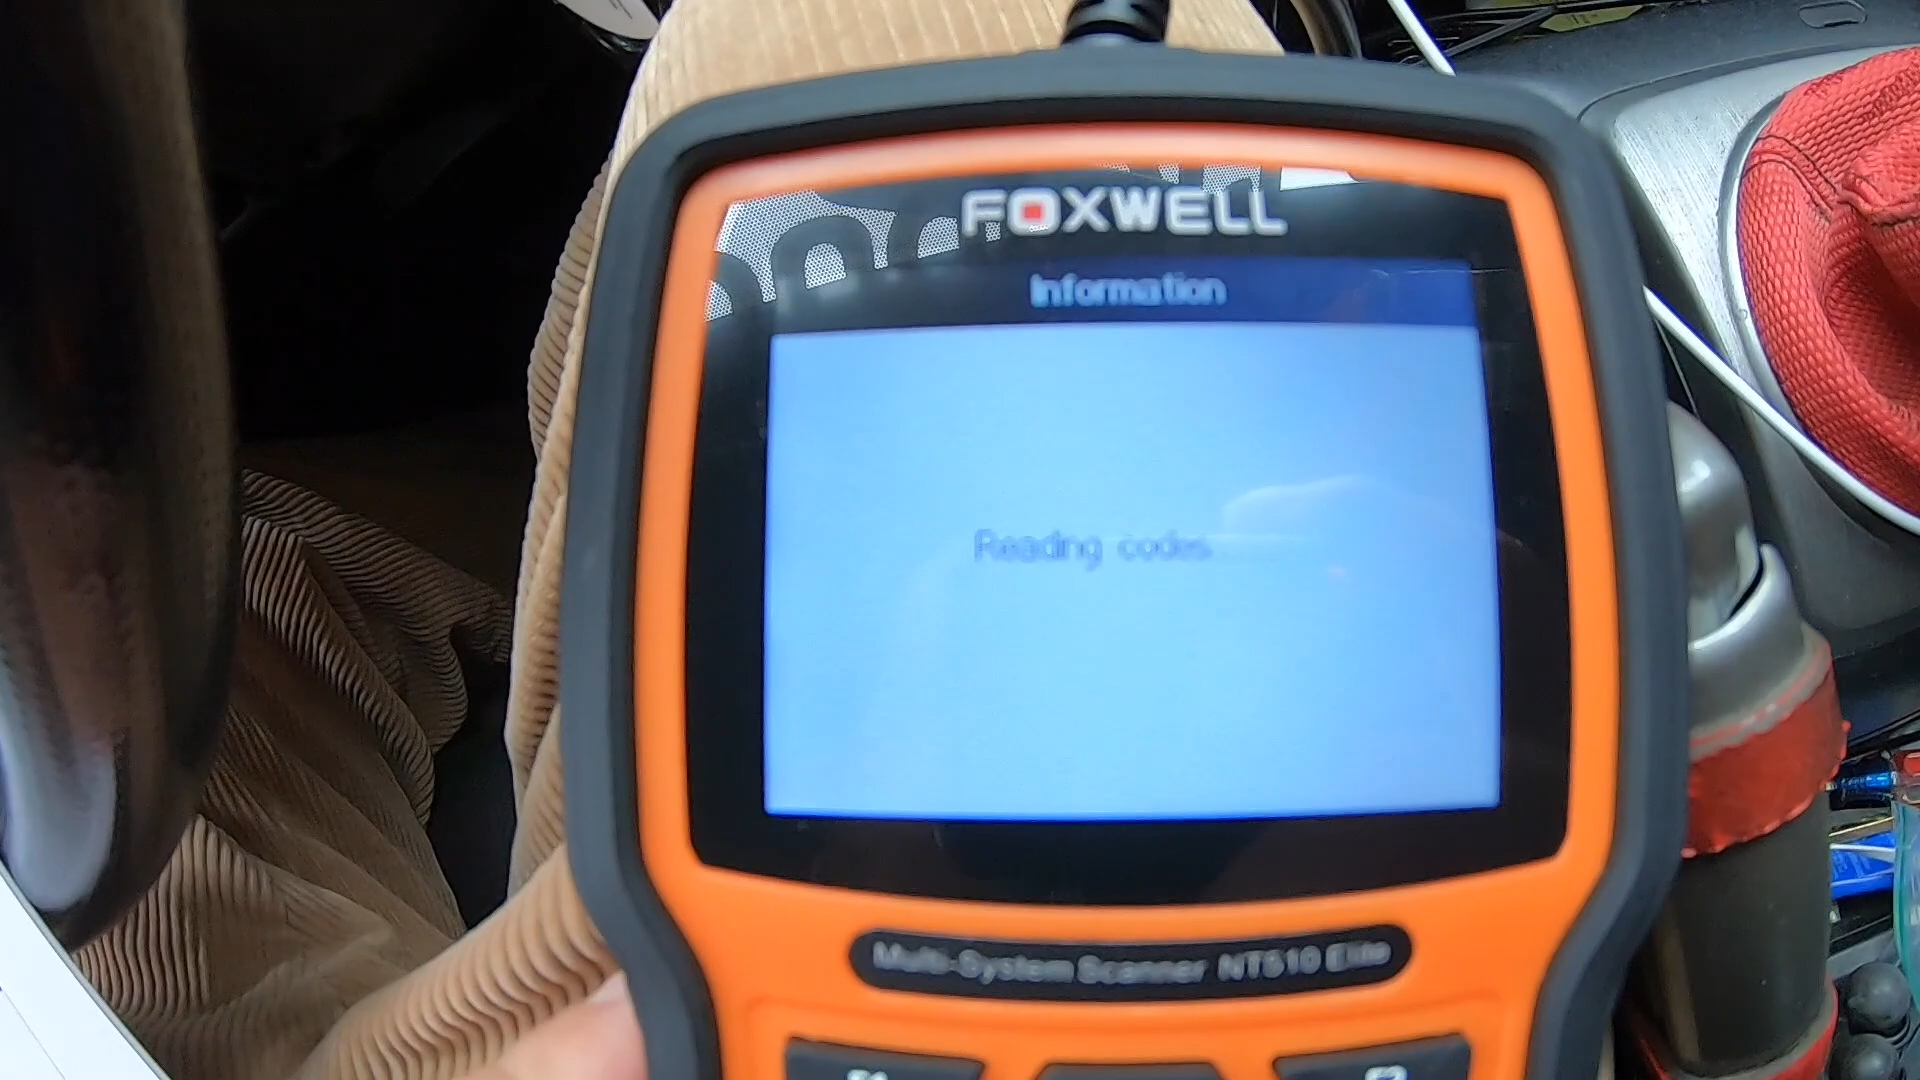 FOXWELL
Information
Reading codes...
Multi-System Scanner NT510 Elite